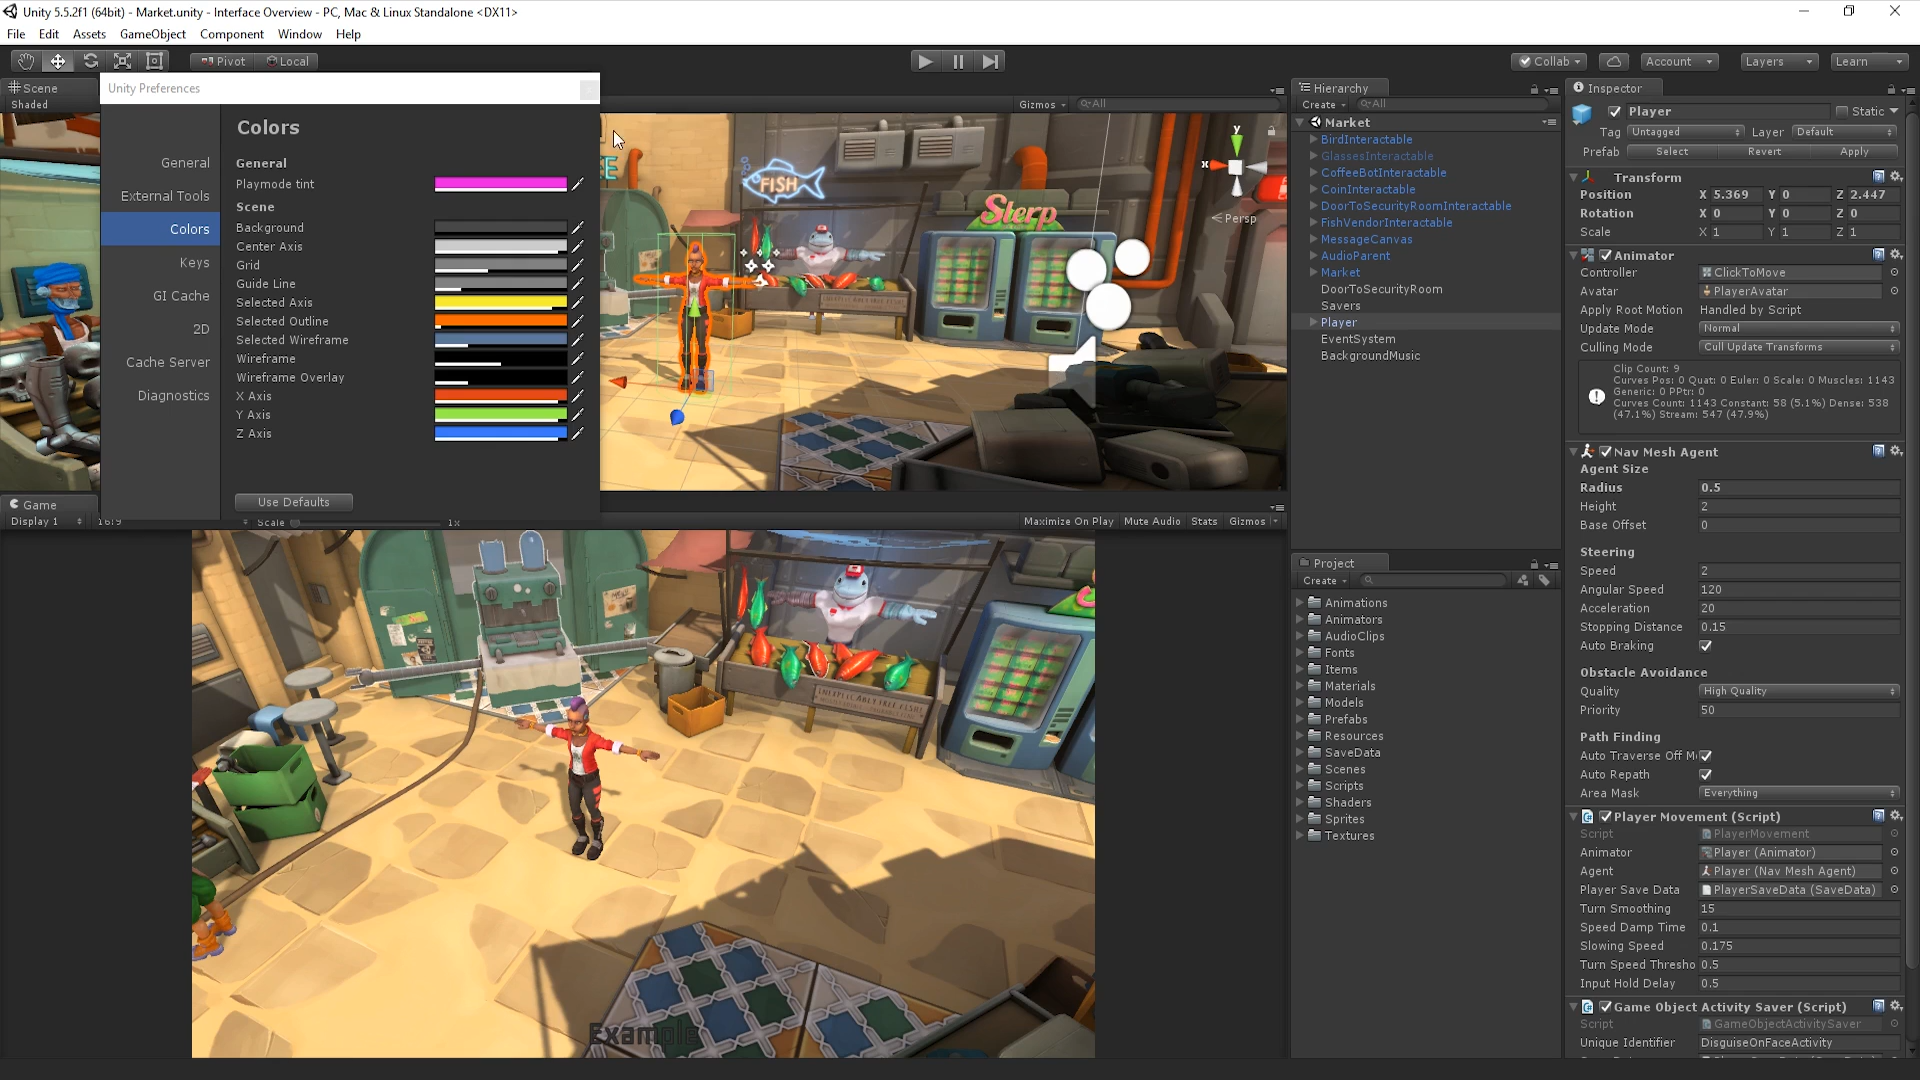 Unity 5.5.2f1 (64bit) - Market.unity - Interface Overview - PC, Mac & Linux Standalone <DX11>
File Edit Assets GameObject Component Window Help
Pivot Local
Collab Account Layers Learn
Scene
Shaded
Unity Preferences
General
External Tools
Colors
Keys
GI Cache
2D
Cache Server
Diagnostics
Colors
General
Playmode tint
Scene
Background
Center Axis
Grid
Guide Line
Selected Axis
Selected Outline
Selected Wireframe
Wireframe
Wireframe Overlay
X Axis
Y Axis
Z Axis
Use Defaults
Gizmos All
FISH
Sterp
y
x
Persp
Game
Display 1 16:9 Scale 1x
Maximize On Play Mute Audio Stats Gizmos
Example
Hierarchy
Create All
Market
BirdInteractable
GlassesInteractable
CoffeeBotInteractable
CoinInteractable
DoorToSecurityRoomInteractable
FishVendorInteractable
MessageCanvas
AudioParent
Market
DoorToSecurityRoom
Savers
Player
EventSystem
BackgroundMusic
Project
Create
Animations
Animators
AudioClips
Fonts
Items
Materials
Models
Prefabs
Resources
SaveData
Scenes
Scripts
Shaders
Sprites
Textures
Inspector
Player Static
Tag Untagged Layer Default
Prefab Select Revert Apply
Transform
Position X 5.369 Y 0 Z 2.447
Rotation X 0 Y 0 Z 0
Scale X 1 Y 1 Z 1
Animator
Controller ClickToMove
Avatar PlayerAvatar
Apply Root Motion Handled by Script
Update Mode Normal
Culling Mode Cull Update Transforms
Clip Count: 9
Curves Pos: 0 Quat: 0 Euler: 0 Scale: 0 Muscles: 1143
Generic: 0 PPtr: 0
Curves Count: 1143 Constant: 58 (5.1%) Dense: 538
(47.1%) Stream: 547 (47.9%)
Nav Mesh Agent
Agent Size
Radius 0.5
Height 2
Base Offset 0
Steering
Speed 2
Angular Speed 120
Acceleration 20
Stopping Distance 0.15
Auto Braking
Obstacle Avoidance
Quality High Quality
Priority 50
Path Finding
Auto Traverse Off M
Auto Repath
Area Mask Everything
Player Movement (Script)
Script PlayerMovement
Animator Player (Animator)
Agent Player (Nav Mesh Agent)
Player Save Data PlayerSaveData (SaveData)
Turn Smoothing 15
Speed Damp Time 0.1
Slowing Speed 0.175
Turn Speed Thresho 0.5
Input Hold Delay 0.5
Game Object Activity Saver (Script)
Script GameObjectActivitySaver
Unique Identifier DisguiseOnFaceActivity